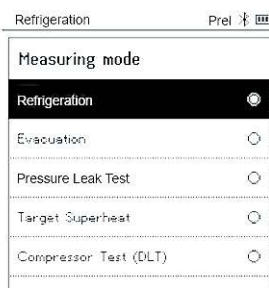 Refrigeration Prel
Measuring mode
Refrigeration
Evacuation
Pressure Leak Test
Target Superheat
Compressor Test (DLT)